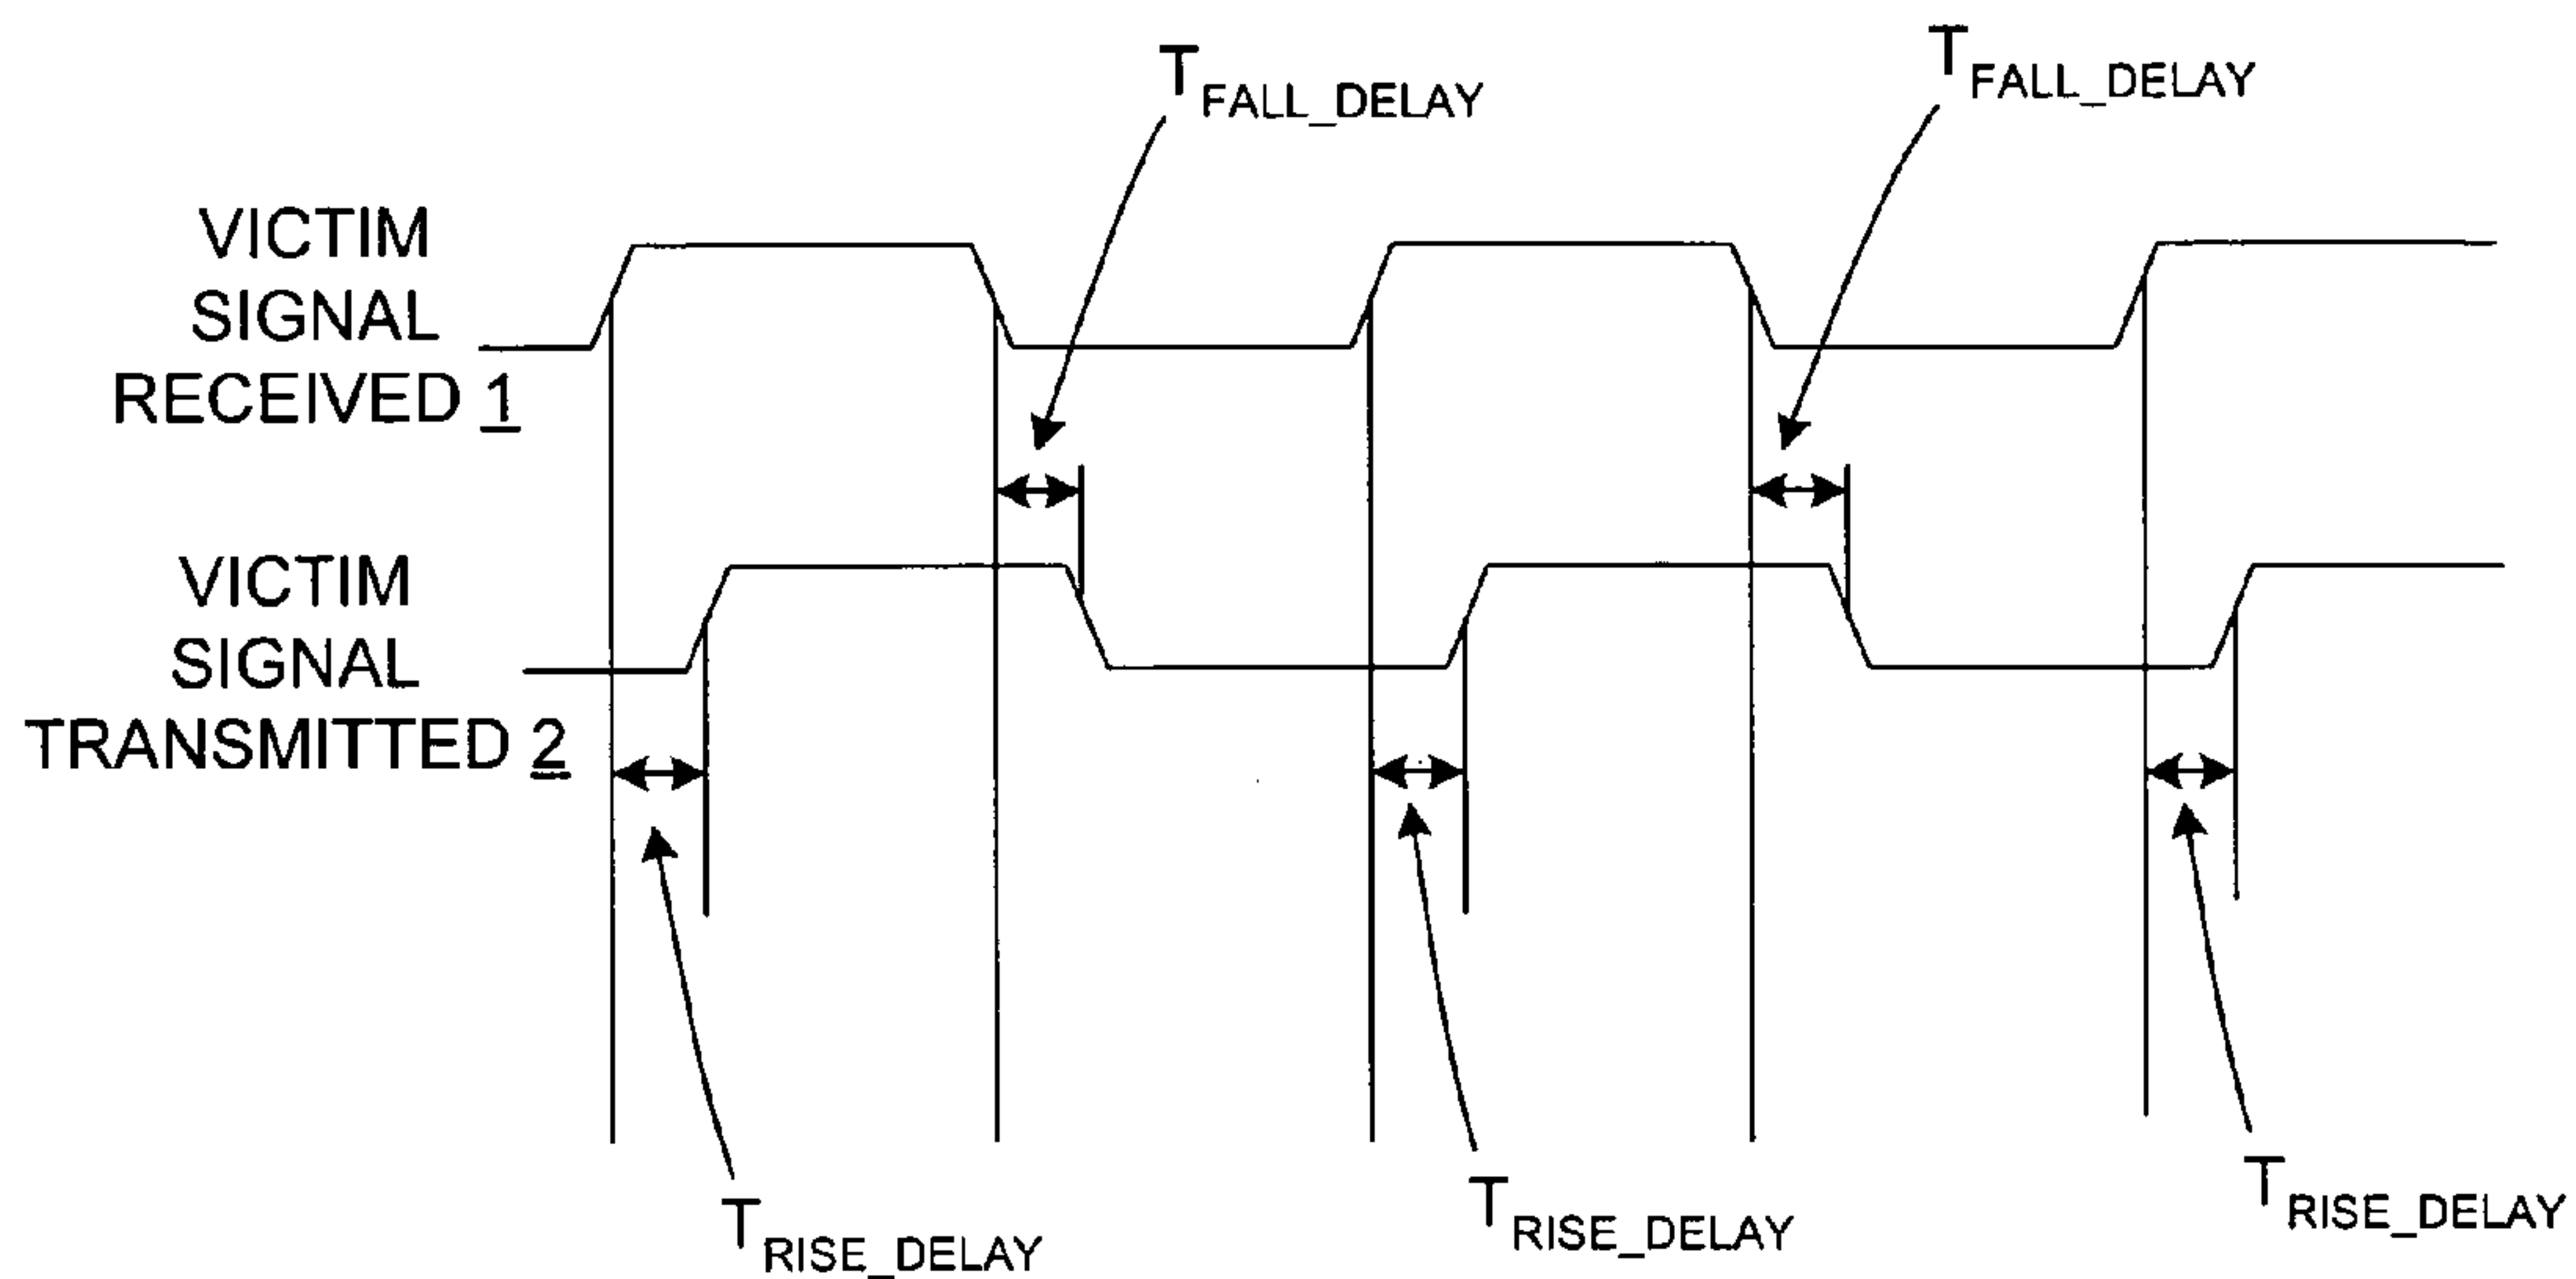 T FALL_DELAY
T FALL_DELAY
VICTIM
SIGNAL
RECEIVED 1
VICTIM
SIGNAL
TRANSMITTED 2
T RISE_DELAY
T RISE_DELAY
T RISE_DELAY